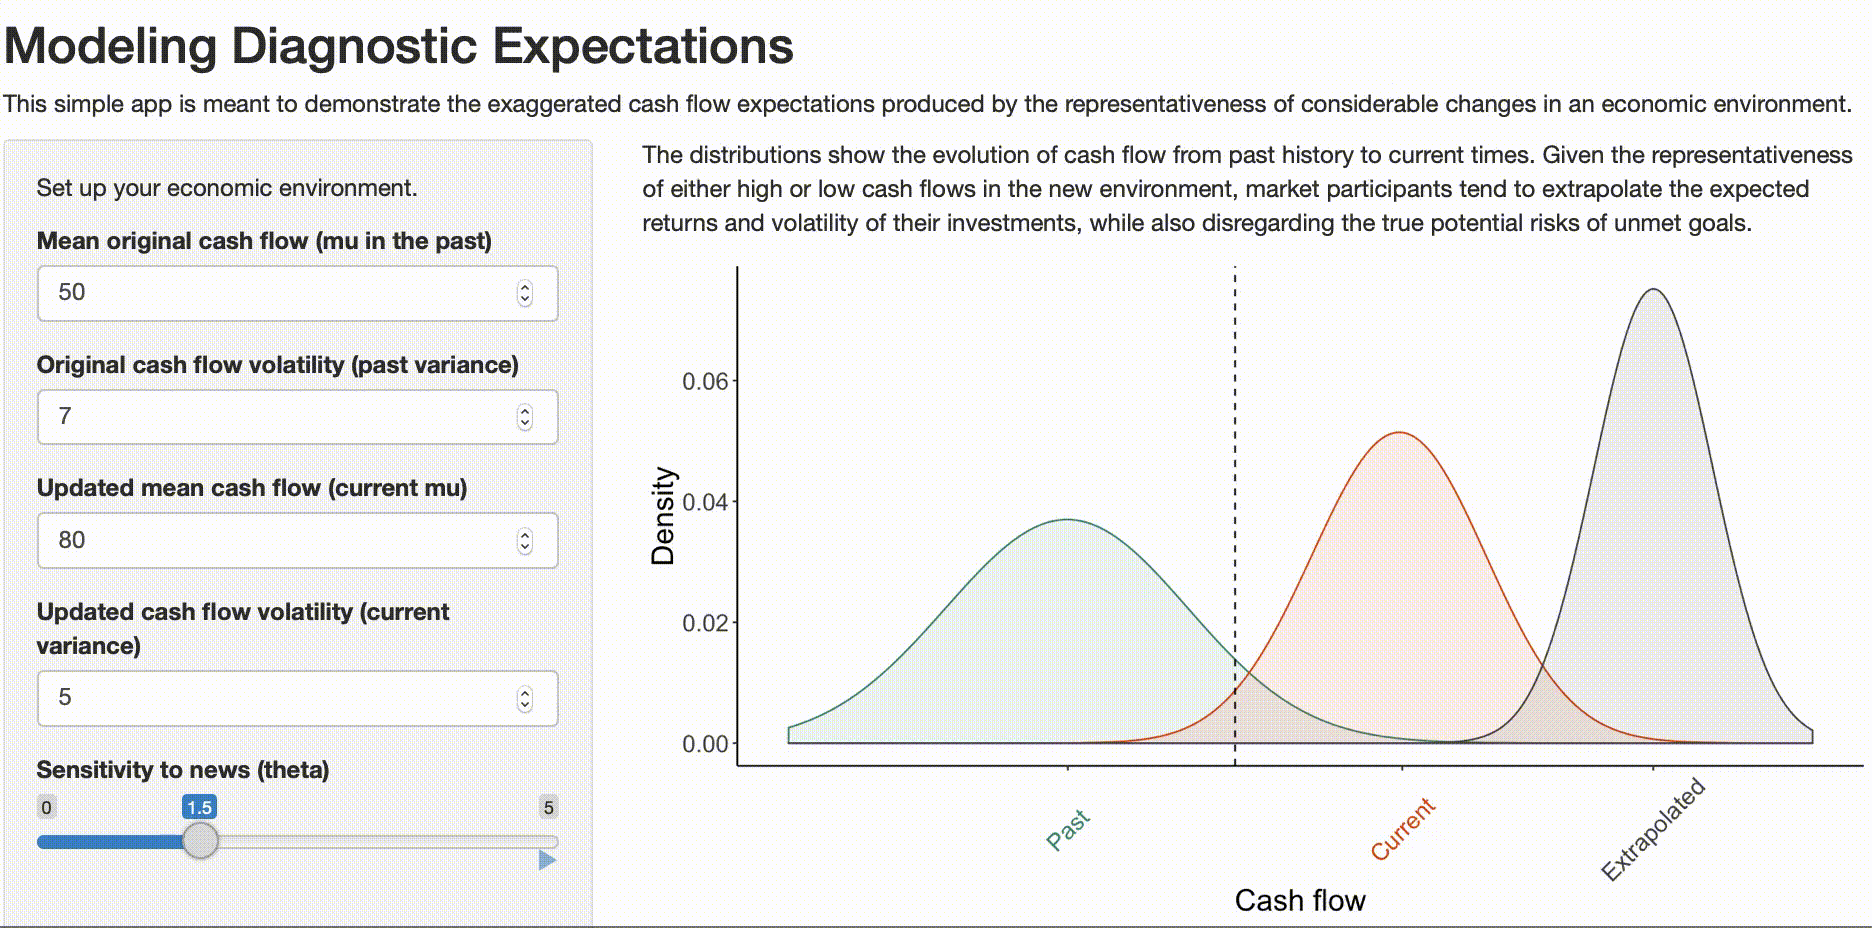 Modeling Diagnostic Expectations
This simple app is meant to demonstrate the exaggerated cash flow expectations produced by the representativeness of considerable changes in an economic environment.
Set up your economic environment.
Mean original cash flow (mu in the past)
50
Original cash flow volatility (past variance)
7
Updated mean cash flow (current mu)
80
Updated cash flow volatility (current
variance)
5
Sensitivity to news (theta)
0
1.5
5
The distributions show the evolution of cash flow from past history to current times. Given the representativeness
of either high or low cash flows in the new environment, market participants tend to extrapolate the expected
returns and volatility of their investments, while also disregarding the true potential risks of unmet goals.
Density
0.06
0.04
0.02
0.00
Past
Current
Extrapolated
Cash flow